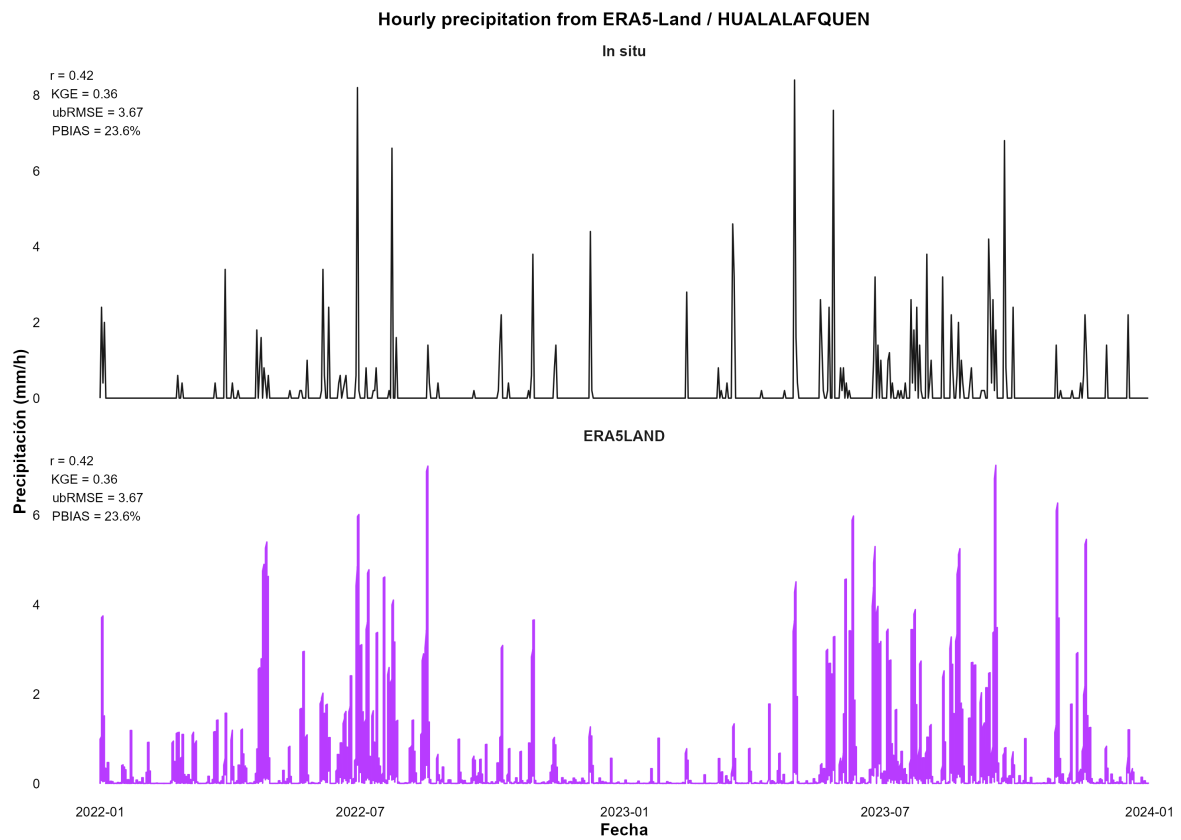 Hourly precipitation from ERA5-Land / HUALALAFQUEN
In situ
r = 0.42
KGE = 0.36
ubRMSE = 3.67
PBIAS = 23.6%
8
6
4
2
0
Precipitación (mm/h)
ERA5LAND
r = 0.42
KGE = 0.36
ubRMSE = 3.67
PBIAS = 23.6%
6
4
2
0
2022-01 2022-07 2023-01 2023-07 2024-01
Fecha